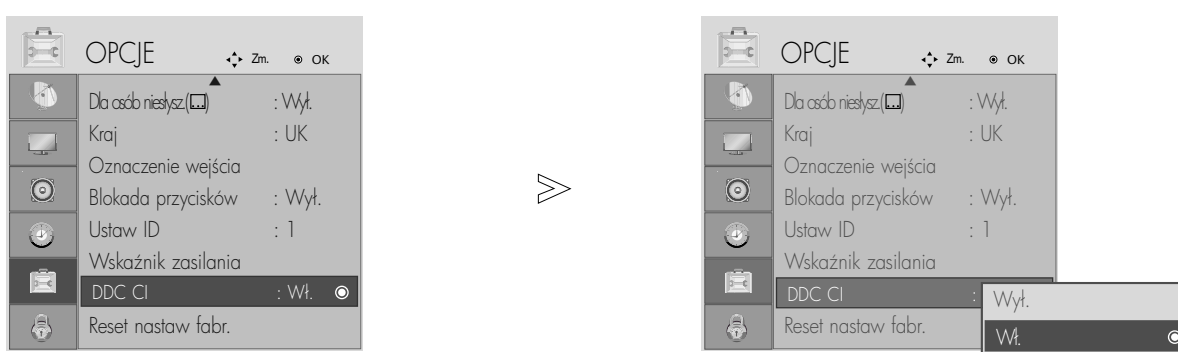 OPCJE Zm. OK
Dla osób niesłysz.(...) : Wył.
Kraj : UK
Oznaczenie wejścia
Blokada przycisków : Wył.
Ustaw ID : 1
Wskaźnik zasilania
DDC CI : Wł.
Reset nastaw fabr.
OPCJE Zm. OK
Dla osób niesłysz.(...) : Wył.
Kraj : UK
Oznaczenie wejścia
Blokada przycisków : Wył.
Ustaw ID : 1
Wskaźnik zasilania
DDC CI :
Reset nastaw fabr.
Wył.
Wł.